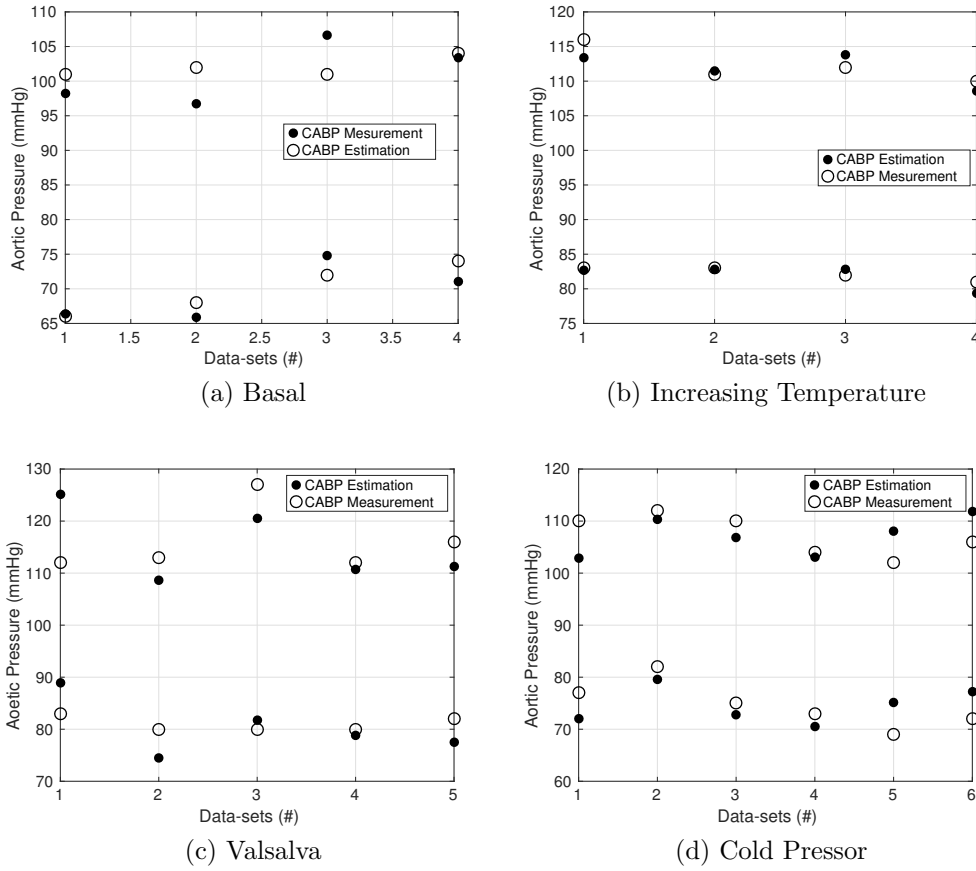 110
105
100
95
90
85
80
75
70
65
Aortic Pressure (mmHg)
CABP Mesurement
CABP Estimation
1 1.5 2 2.5 3 3.5 4
Data-sets (#)
(a) Basal
120
115
110
105
100
95
90
85
80
75
Aortic Pressure (mmHg)
CABP Estimation
CABP Mesurement
1 2 3 4
Data-sets (#)
(b) Increasing Temperature
130
120
110
100
90
80
70
Aoetic Pressure (mmHg)
CABP Estimation
CABP Measurement
1 2 3 4 5
Data-sets (#)
(c) Valsalva
120
110
100
90
80
70
60
Aortic Pressure (mmHg)
CABP Estimation
CABP Measurement
1 2 3 4 5 6
Data-sets (#)
(d) Cold Pressor